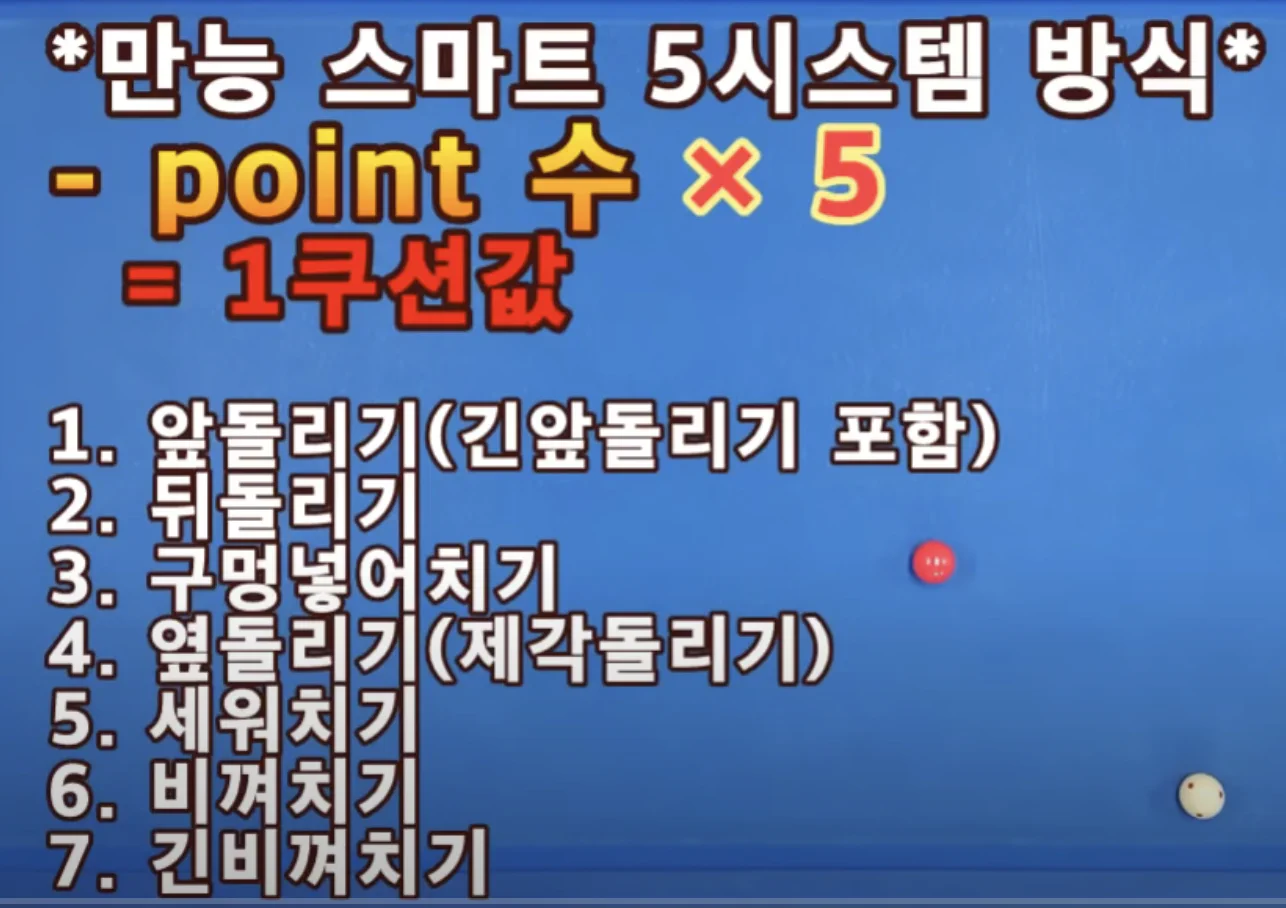 *만능 스마트 5시스템 방식*
- point 수 × 5
= 1쿠션값
1. 앞돌리기(긴앞돌리기 포함)
2. 뒤돌리기
3. 구멍넣어치기
4. 옆돌리기(제각돌리기)
5. 세워치기
6. 비껴치기
7. 긴비껴치기